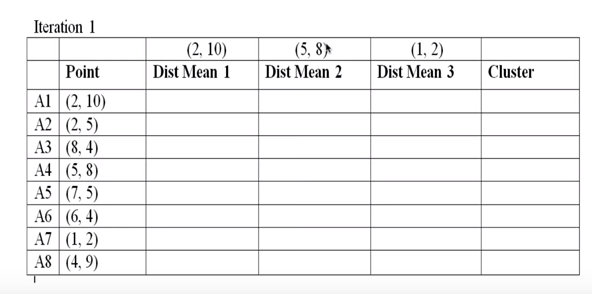 Iteration 1
(2, 10) (5, 8) (1, 2)
Point Dist Mean 1 Dist Mean 2 Dist Mean 3 Cluster
A1 (2, 10)
A2 (2, 5)
A3 (8, 4)
A4 (5, 8)
A5 (7, 5)
A6 (6, 4)
A7 (1, 2)
A8 (4, 9)